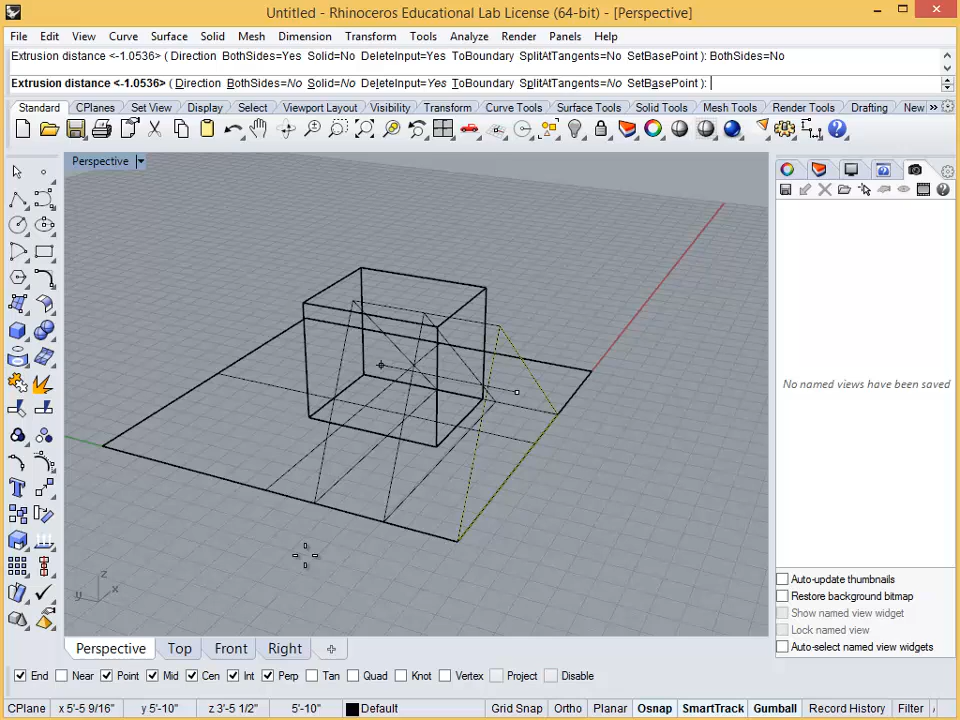 Untitled - Rhinoceros Educational Lab License (64-bit) - [Perspective]
File Edit View Curve Surface Solid Mesh Dimension Transform Tools Analyze Render Panels Help
Extrusion distance <-1.0536> ( Direction BothSides=Yes Solid=No DeleteInput=Yes ToBoundary SplitAtTangents=No SetBasePoint ): BothSides=No
Extrusion distance <-1.0536> ( Direction BothSides=No Solid=No DeleteInput=Yes ToBoundary SplitAtTangents=No SetBasePoint ):
Standard CPlanes Set View Display Select Viewport Layout Visibility Transform Curve Tools Surface Tools Solid Tools Mesh Tools Render Tools Drafting New »
Perspective
No named views have been saved
z
y x
Auto-update thumbnails
Restore background bitmap
Show named view widget
Lock named view
Auto-select named view widgets
Perspective Top Front Right
End Near Point Mid Cen Int Perp Tan Quad Knot Vertex Project Disable
CPlane x 5'-5 9/16" y 5'-10" z 3'-5 1/2" 5'-10" Default Grid Snap Ortho Planar Osnap SmartTrack Gumball Record History Filter